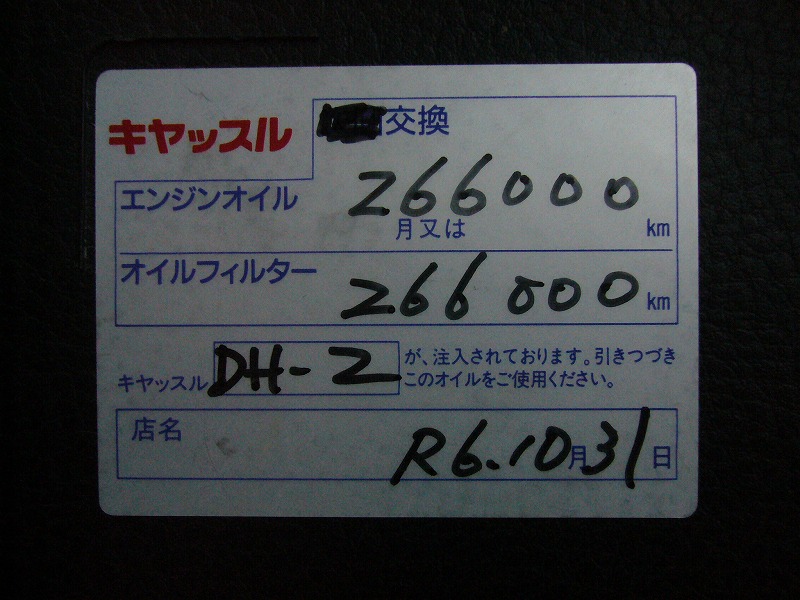 キヤッスル
交換
エンジンオイル
266000
月又は km
オイルフィルター
266000 km
キヤッスル DH-2 が、注入されております。引きつづき
このオイルをご使用ください。
店名
R6.10月31日